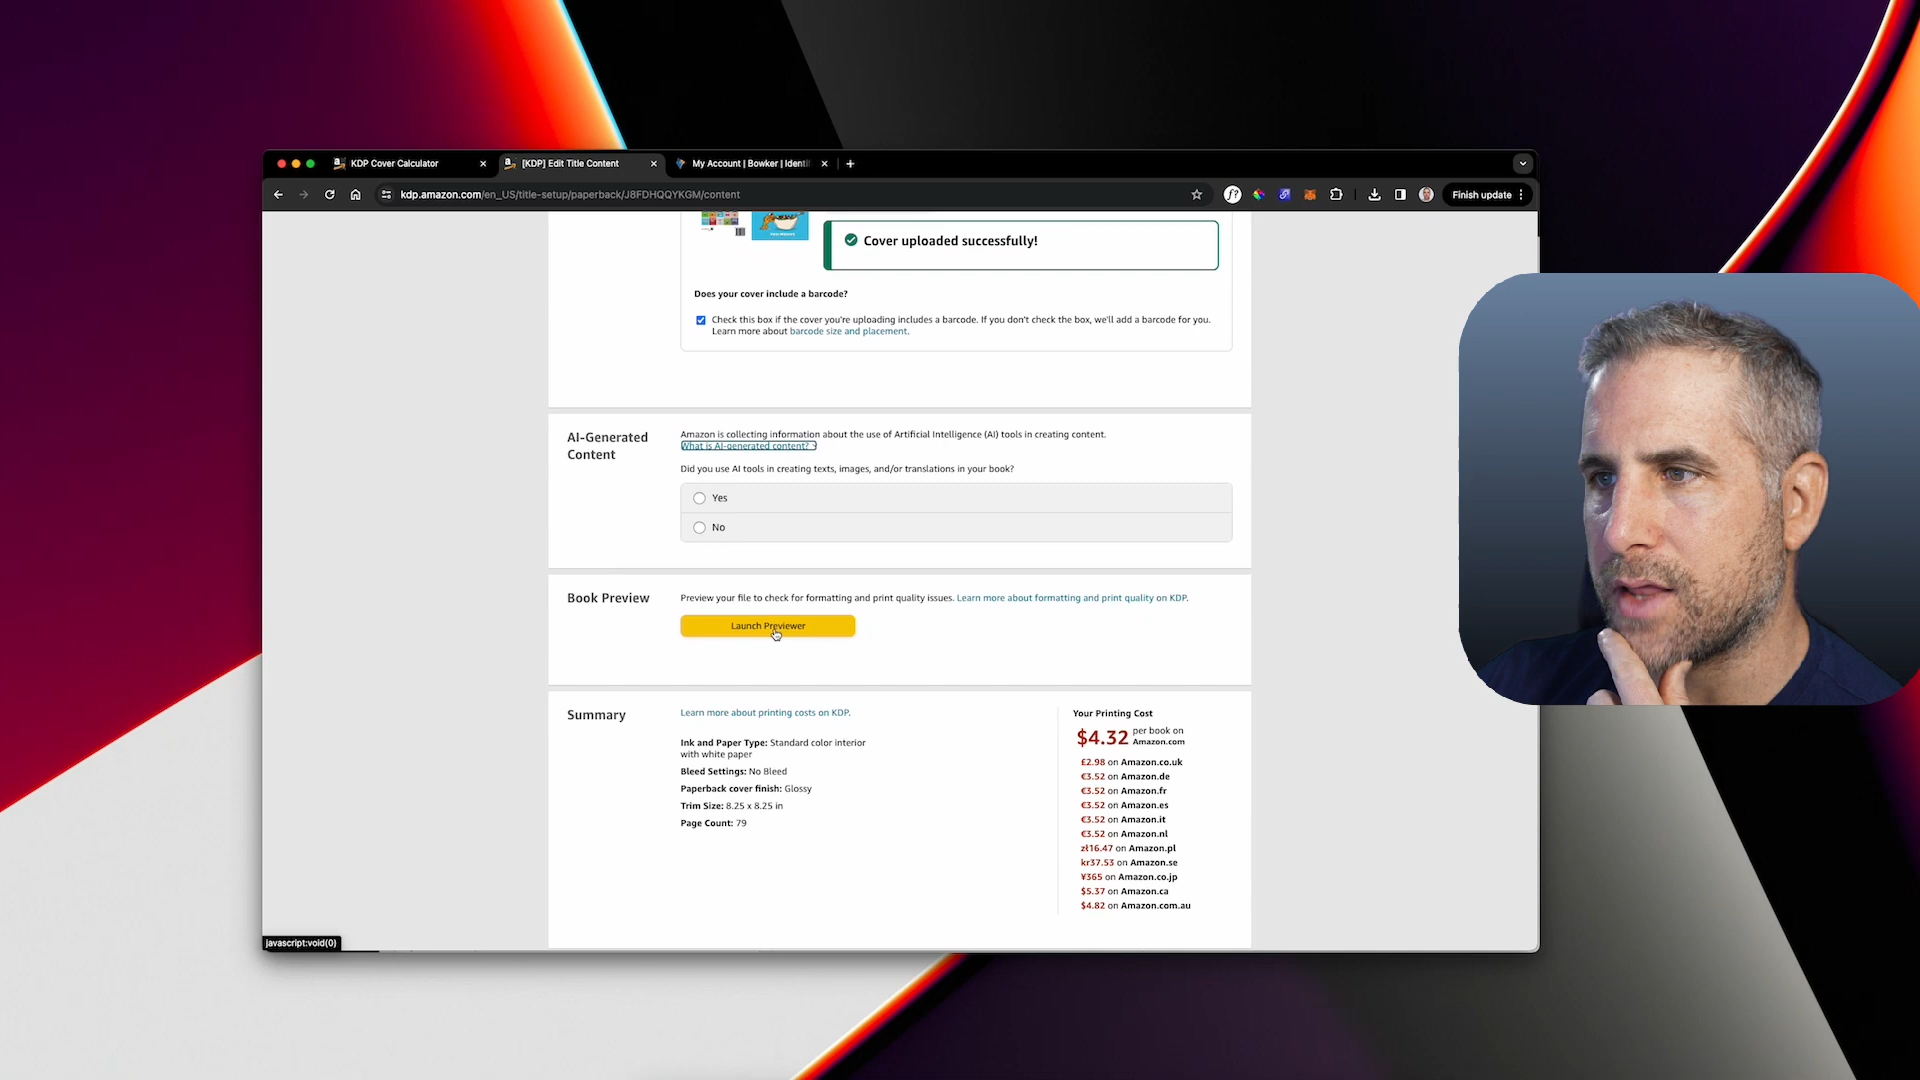 KDP Cover Calculator
[KDP] Edit Title Content
My Account | Bowker | Identi
kdp.amazon.com/en_US/title-setup/paperback/J8FDHQQYKGM/content
f?
Finish update
Cover uploaded successfully!
Does your cover include a barcode?
Check this box if the cover you're uploading includes a barcode. If you don't check the box, we'll add a barcode for you.
Learn more about barcode size and placement.
AI-Generated
Content
Amazon is collecting information about the use of Artificial Intelligence (AI) tools in creating content.
What is AI-generated content?
Did you use AI tools in creating texts, images, and/or translations in your book?
Yes
No
Book Preview
Preview your file to check for formatting and print quality issues. Learn more about formatting and print quality on KDP.
Launch Previewer
Summary
Learn more about printing costs on KDP.
Ink and Paper Type: Standard color interior
with white paper
Bleed Settings: No Bleed
Paperback cover finish: Glossy
Trim Size: 8.25 x 8.25 in
Page Count: 79
Your Printing Cost
$4.32 per book on
Amazon.com
£2.98 on Amazon.co.uk
€3.52 on Amazon.de
€3.52 on Amazon.fr
€3.52 on Amazon.es
€3.52 on Amazon.it
€3.52 on Amazon.nl
zł16.47 on Amazon.pl
kr37.53 on Amazon.se
¥365 on Amazon.co.jp
$5.37 on Amazon.ca
$4.82 on Amazon.com.au
javascript:void(0)